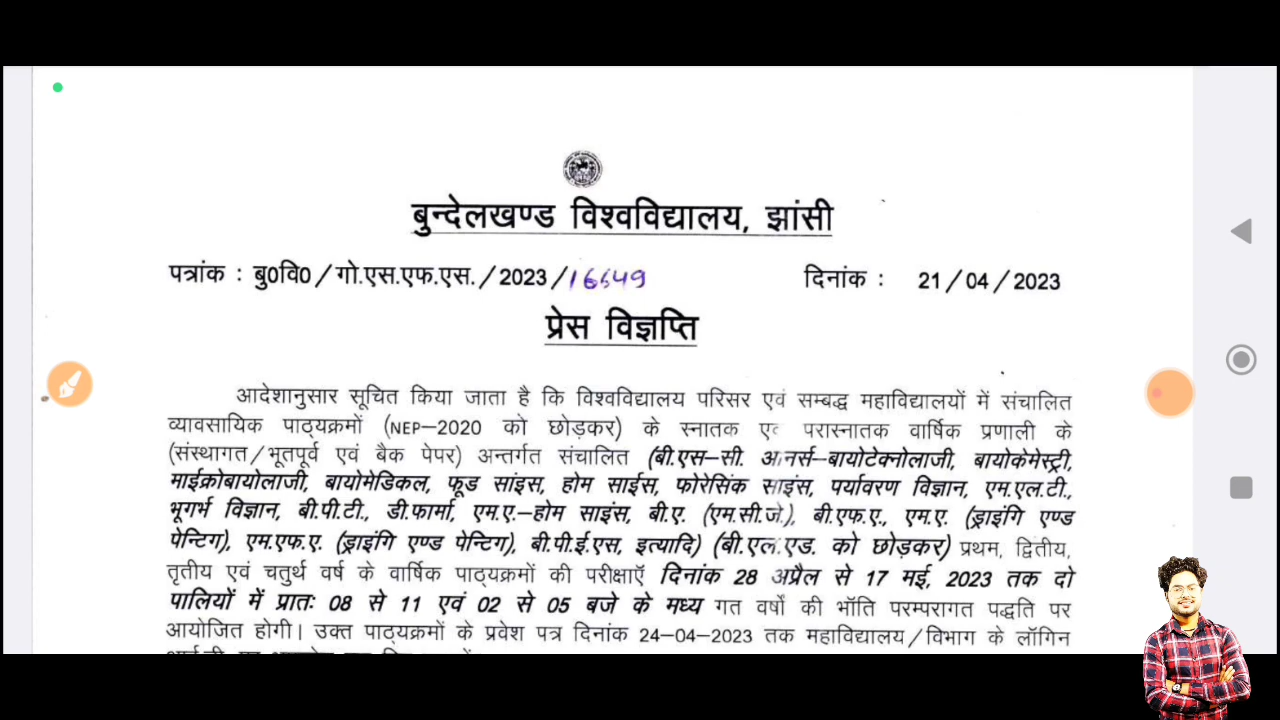 बुन्देलखण्ड विश्वविद्यालय, झांसी
पत्रांक : बु0वि0/गो.एस.एफ.एस./2023/16649 दिनांक : 21/04/2023
प्रेस विज्ञप्ति
आदेशानुसार सूचित किया जाता है कि विश्वविद्यालय परिसर एवं सम्बद्ध महाविद्यालयों में संचालित
व्यावसायिक पाठ्यक्रमों (NEP–2020 को छोड़कर) के स्नातक एवं परास्नातक वार्षिक प्रणाली के
(संस्थागत/भूतपूर्व एवं बैक पेपर) अन्तर्गत संचालित (बी.एस–सी. आनर्स–बायोटेक्नोलाजी, बायोकेमेस्ट्री,
माईक्रोबायोलाजी, बायोमेडिकल, फूड सांइस, होम साईस, फोरेसिंक साइंस, पर्यावरण विज्ञान, एम.एल.टी.,
भूगर्भ विज्ञान, बी.पी.टी., डी.फार्मा, एम.ए.–होम साइंस, बी.ए. (एम.सी.जे.), बी.एफ.ए., एम.ए. (ड्राइंगि एण्ड
पेन्टिग), एम.एफ.ए. (ड्राइंगि एण्ड पेन्टिग), बी.पी.ई.एस, इत्यादि) (बी.एल.एड. को छोड़कर) प्रथम, द्वितीय,
तृतीय एवं चतुर्थ वर्ष के वार्षिक पाठ्यक्रमों की परीक्षाऍ दिनांक 28 अप्रैल से 17 मई, 2023 तक दो
पालियों में प्रातः 08 से 11 एवं 02 से 05 बजे के मध्य गत वर्षों की भॉति परम्परागत पद्धति पर
आयोजित होगी। उक्त पाठ्यक्रमों के प्रवेश पत्र दिनांक 24–04–2023 तक महाविद्यालय/विभाग के लॉगिन